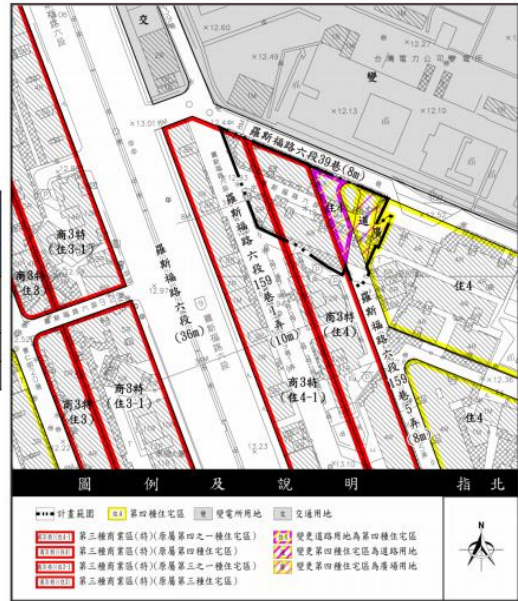 交
變
台灣電力公司變電所
羅斯福路六段39巷(8m)
住4
道
廣
商3特
(住3-1)
商3特
(住3)
羅斯福路六段
(36m)
羅斯福路六段159巷1弄
(10m)
商3特
(住4)
羅斯福路六段159巷5弄
(8m)
住4
商3特
(住3-1)
商3特
(住3)
商3特
(住4-1)
住4
圖例及說明
指北
計畫範圍
住4 第四種住宅區
變 變電所用地
交 交通用地
第三種商業區(特)(原屬第四之一種住宅區)
變更道路用地為第四種住宅區
第三種商業區(特)(原屬第四種住宅區)
變更第四種住宅區為道路用地
第三種商業區(特)(原屬第三之一種住宅區)
變更第四種住宅區為廣場用地
第三種商業區(特)(原屬第三種住宅區)
N